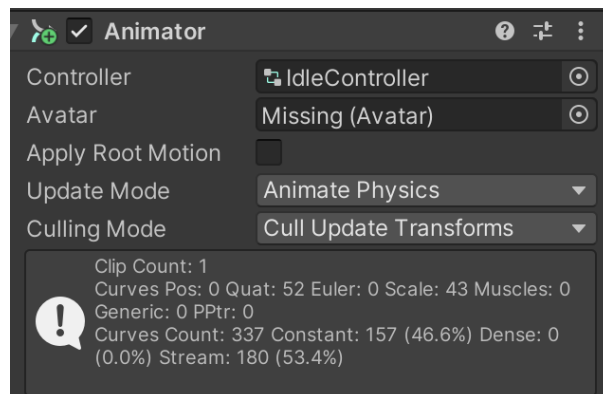 Animator
Controller IdleController
Avatar Missing (Avatar)
Apply Root Motion
Update Mode Animate Physics
Culling Mode Cull Update Transforms
Clip Count: 1
Curves Pos: 0 Quat: 52 Euler: 0 Scale: 43 Muscles: 0
Generic: 0 PPtr: 0
Curves Count: 337 Constant: 157 (46.6%) Dense: 0
(0.0%) Stream: 180 (53.4%)